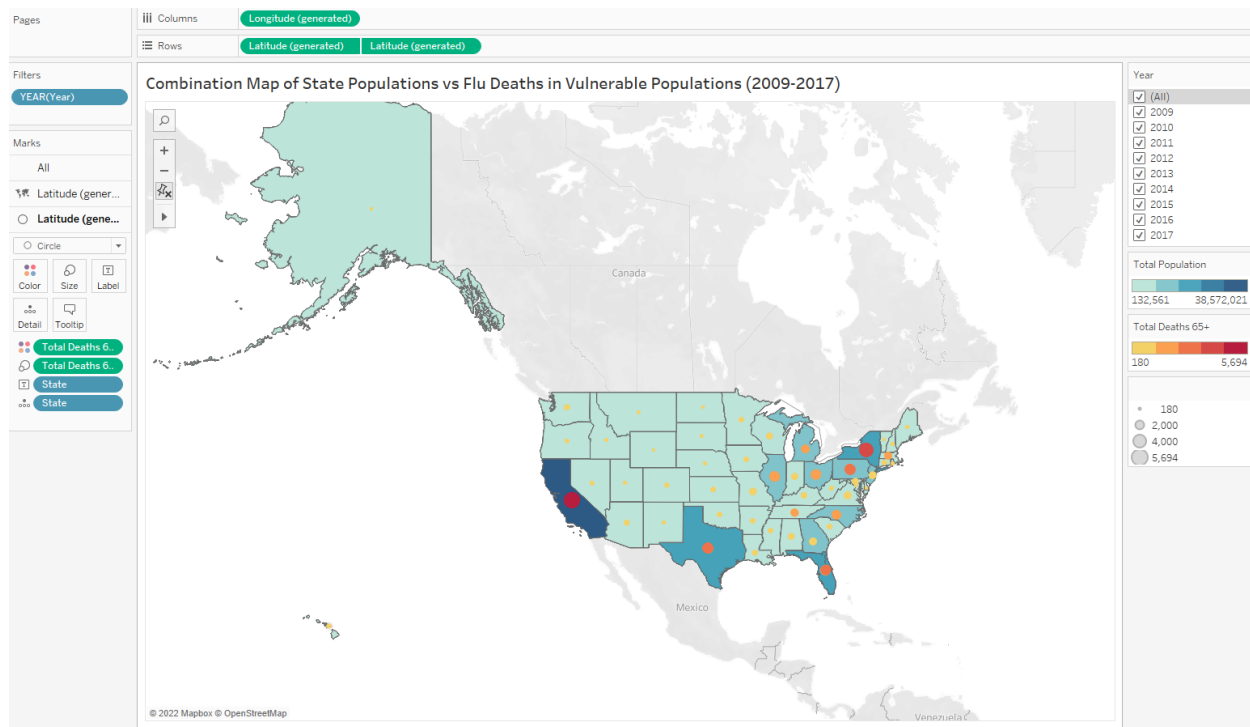 Pages
Columns
Longitude (generated)
Rows
Latitude (generated)
Latitude (generated)
Filters
YEAR(Year)
Marks
All
Latitude (gener...
Latitude (gene...
Circle
Color
Size
Label
Detail
Tooltip
Total Deaths 6..
Total Deaths 6..
State
State
Combination Map of State Populations vs Flu Deaths in Vulnerable Populations (2009-2017)
Canada
Mexico
Venezuela
© 2022 Mapbox © OpenStreetMap
Year
(All)
2009
2010
2011
2012
2013
2014
2015
2016
2017
Total Population
132,561 38,572,021
Total Deaths 65+
180 5,694
180
2,000
4,000
5,694